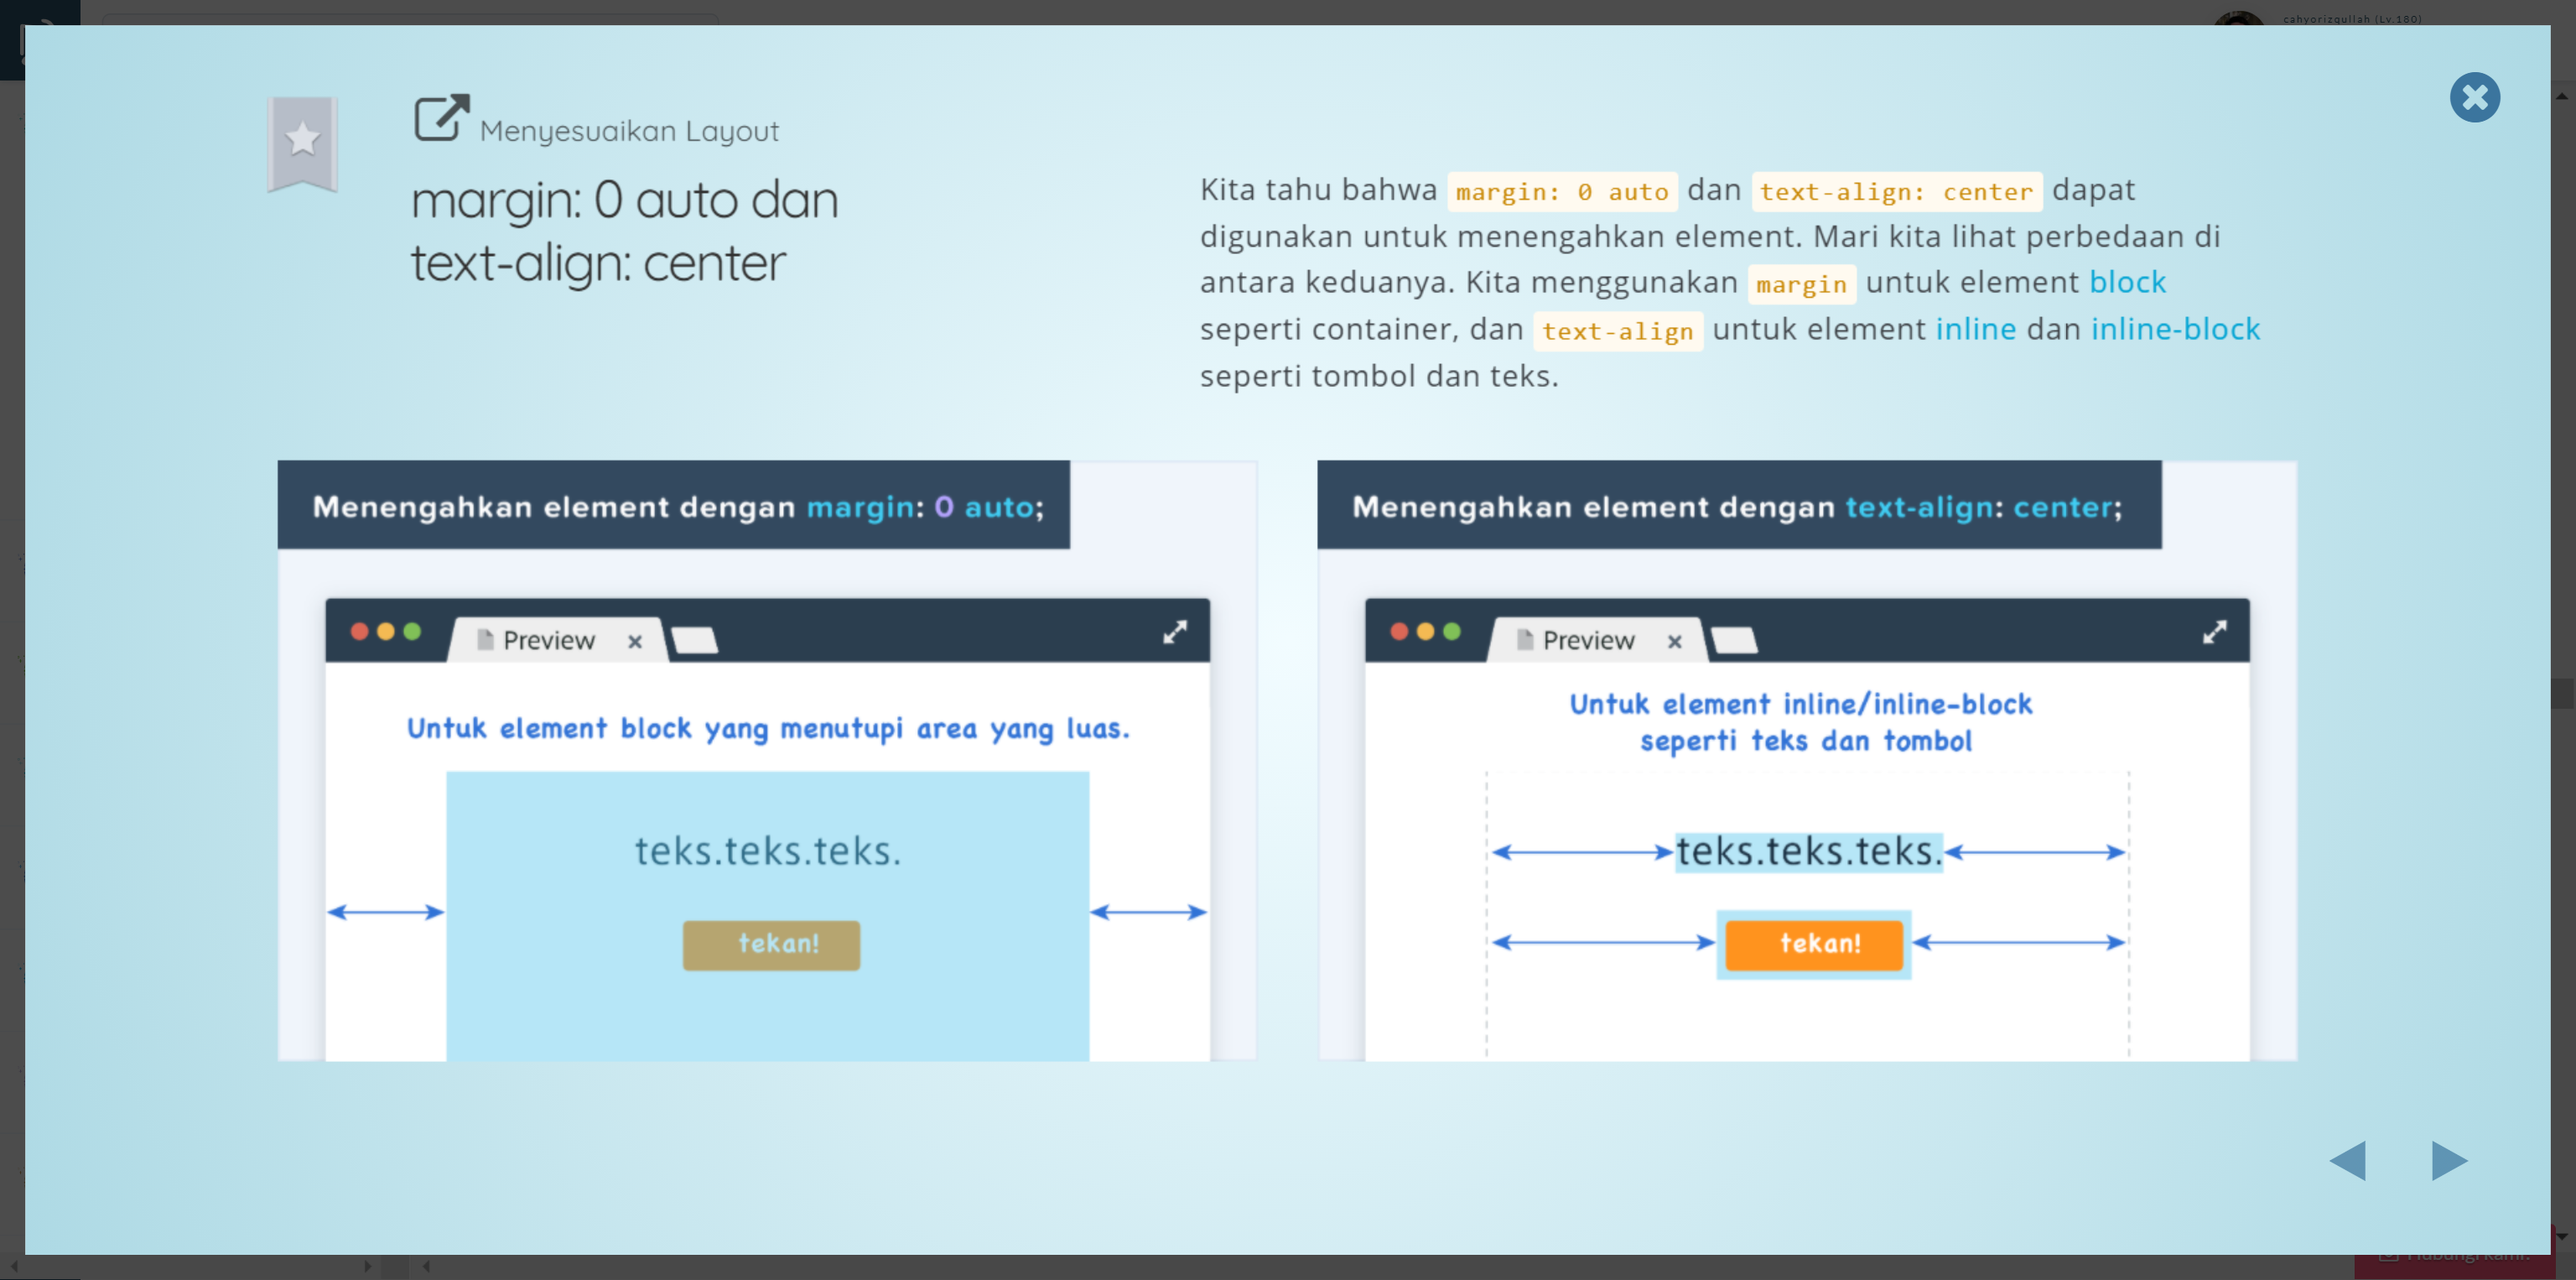 cahyorizqullah (Lv.180)
Menyesuaikan Layout
margin: 0 auto dan
text-align: center
Kita tahu bahwa margin: 0 auto dan text-align: center dapat
digunakan untuk menengahkan element. Mari kita lihat perbedaan di
antara keduanya. Kita menggunakan margin untuk element block
seperti container, dan text-align untuk element inline dan inline-block
seperti tombol dan teks.
Menengahkan element dengan margin: 0 auto;
Preview
Untuk element block yang menutupi area yang luas.
teks.teks.teks.
tekan!
Menengahkan element dengan text-align: center;
Preview
Untuk element inline/inline-block
seperti teks dan tombol
teks.teks.teks.
tekan!
Hubungi kami!